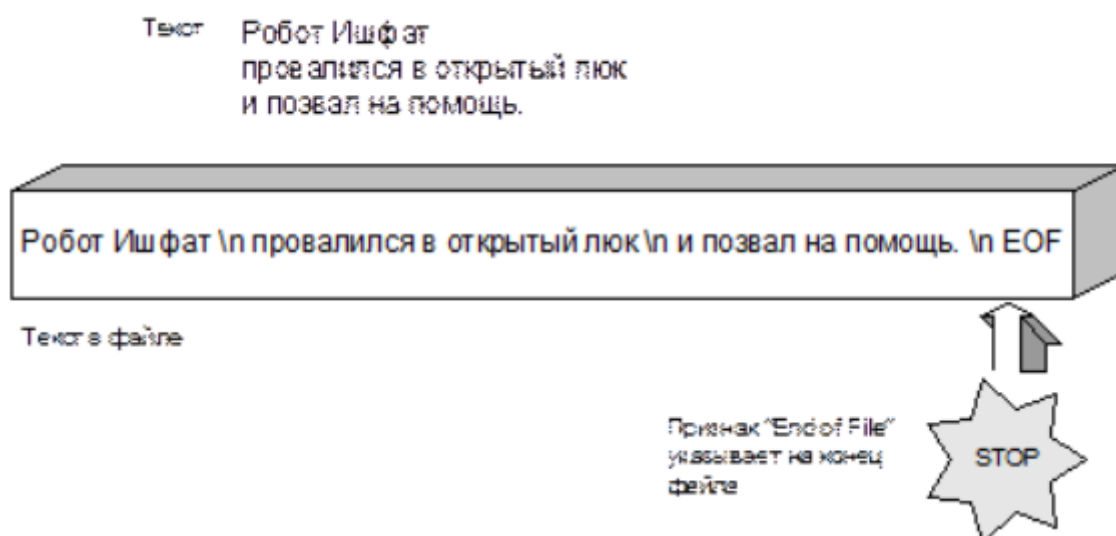 Текст
Робот Ишфат
провалился в открытый люк
и позвал на помощь.
Робот Ишфат \n провалился в открытый люк \n и позвал на помощь. \n EOF
Текст в файле
Признак "End of File"
указывает на конец
файла
STOP